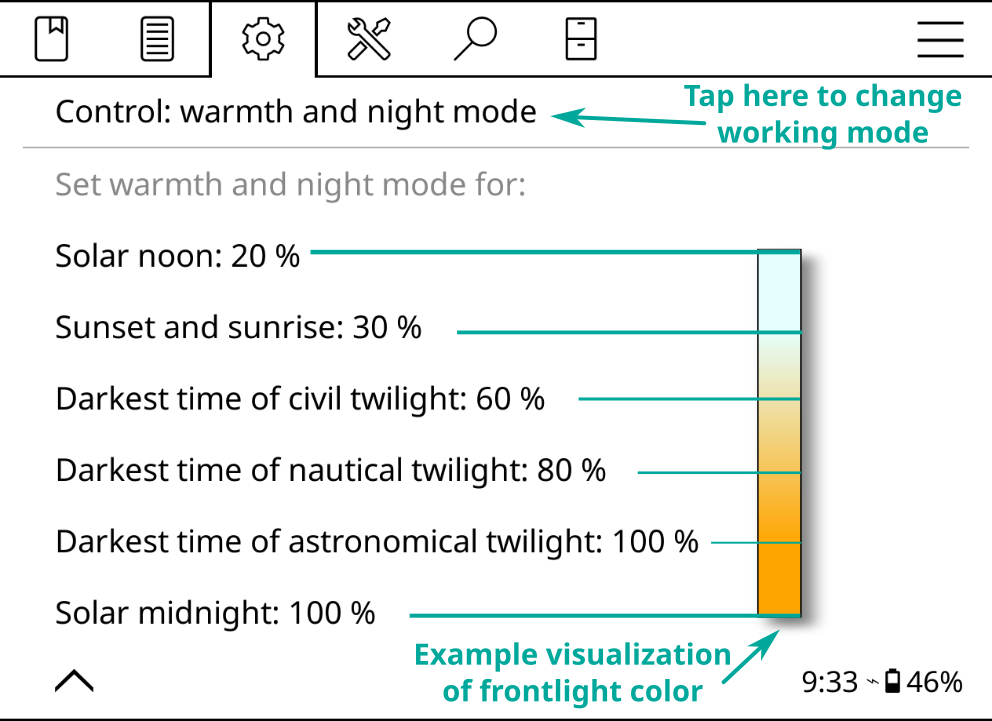 Control: warmth and night mode
Tap here to change
working mode
Set warmth and night mode for:
Solar noon: 20 %
Sunset and sunrise: 30 %
Darkest time of civil twilight: 60 %
Darkest time of nautical twilight: 80 %
Darkest time of astronomical twilight: 100 %
Solar midnight: 100 %
Example visualization
of frontlight color
9:33 46%